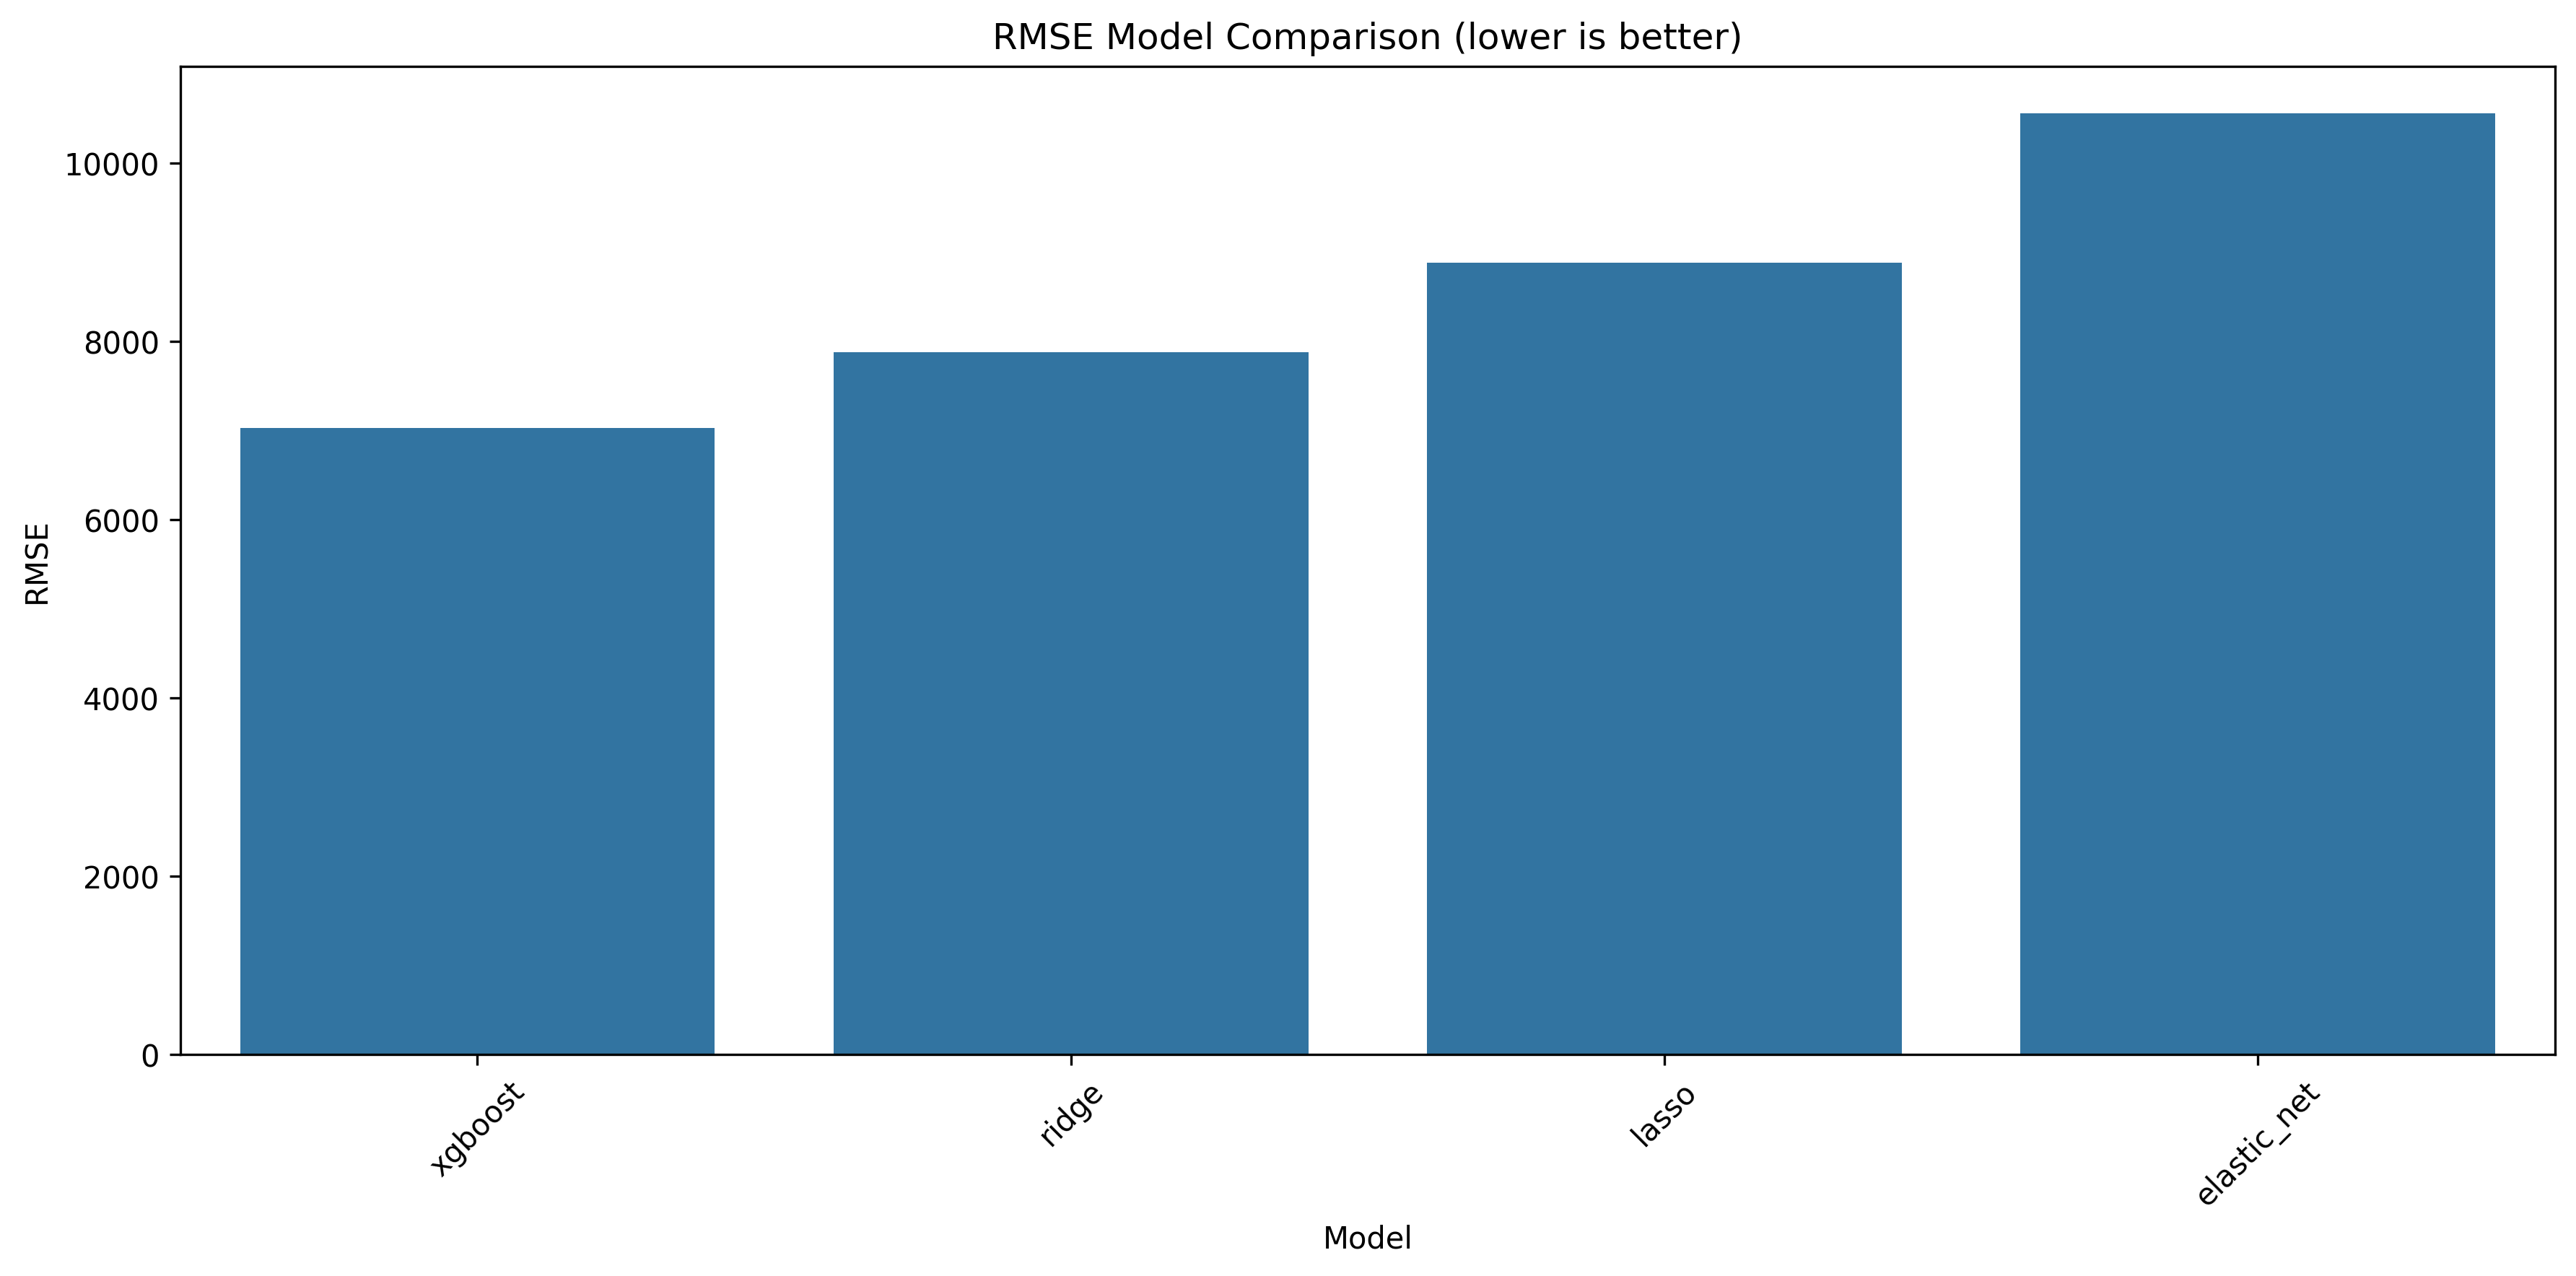 RMSE Model Comparison (lower is better)
RMSE
10000
8000
6000
4000
2000
0
xgboost
ridge
lasso
elastic_net
Model